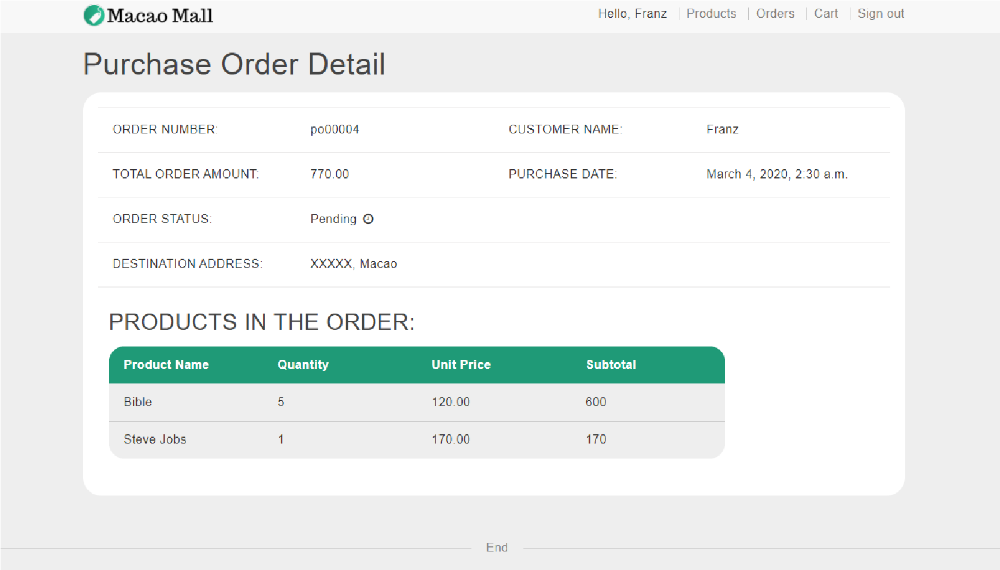 Macao Mall
Hello, Franz Products Orders Cart Sign out
Purchase Order Detail
ORDER NUMBER: po00004 CUSTOMER NAME: Franz
TOTAL ORDER AMOUNT: 770.00 PURCHASE DATE: March 4, 2020, 2:30 a.m.
ORDER STATUS: Pending
DESTINATION ADDRESS: XXXXX, Macao
PRODUCTS IN THE ORDER:
Product Name Quantity Unit Price Subtotal
Bible 5 120.00 600
Steve Jobs 1 170.00 170
End